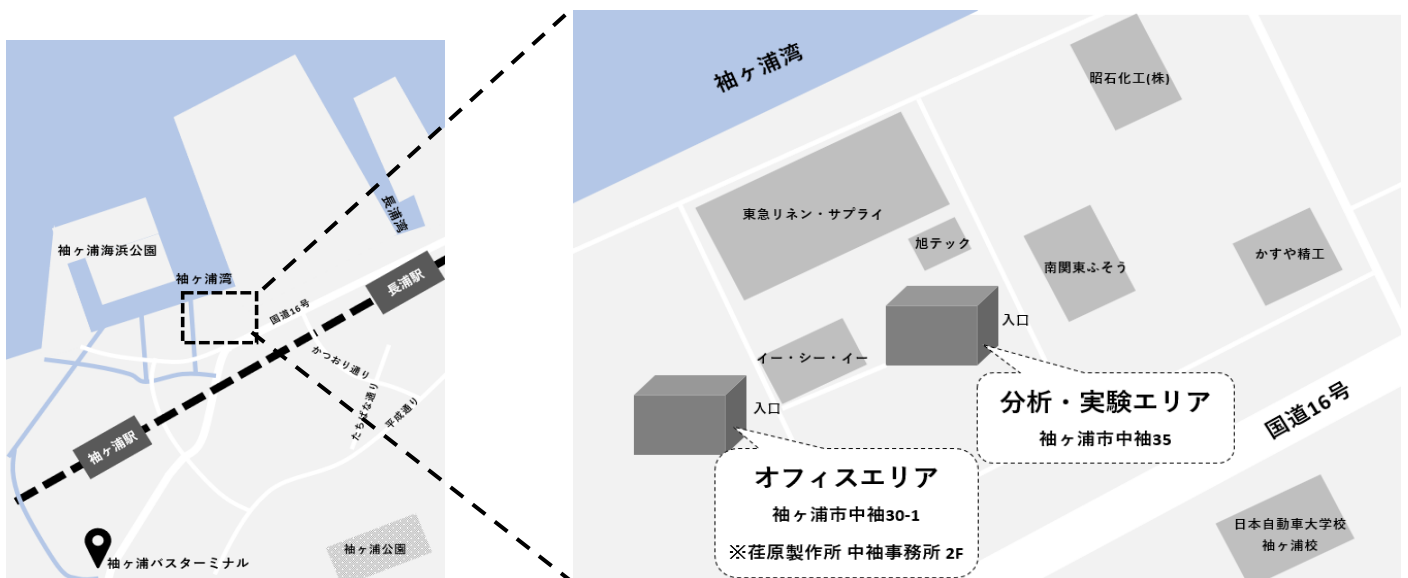 袖ヶ浦海浜公園
袖ヶ浦湾
長浦湾
長浦駅
国道16号
かつおり通り
たちばな通り
平成通り
袖ヶ浦駅
袖ヶ浦バスターミナル
袖ヶ浦公園
袖ヶ浦湾
昭石化工(株)
東急リネン・サプライ
旭テック
南関東ふそう
かすや精工
入口
イー・シー・イー
入口
分析・実験エリア
袖ヶ浦市中袖35
国道16号
オフィスエリア
袖ヶ浦市中袖30-1
※荏原製作所 中袖事務所 2F
日本自動車大学校
袖ヶ浦校